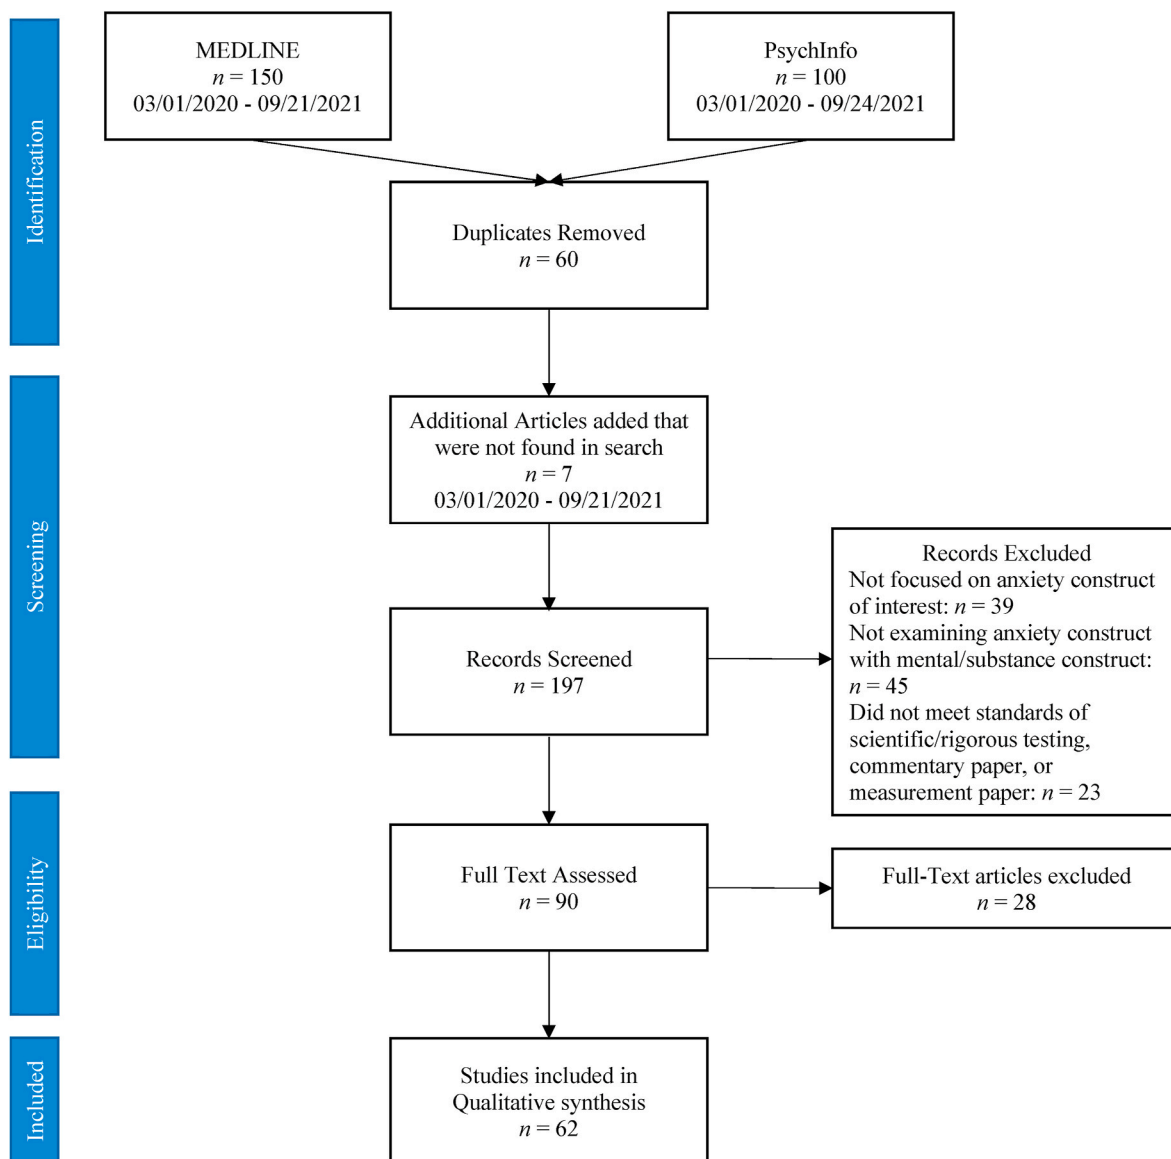 MEDLINE
n = 150
03/01/2020 - 09/21/2021
PsychInfo
n = 100
03/01/2020 - 09/24/2021
Identification
Duplicates Removed
n = 60
Screening
Additional Articles added that
were not found in search
n = 7
03/01/2020 - 09/21/2021
Records Screened
n = 197
Records Excluded
Not focused on anxiety construct
of interest: n = 39
Not examining anxiety construct
with mental/substance construct:
n = 45
Did not meet standards of
scientific/rigorous testing,
commentary paper, or
measurement paper: n = 23
Eligibility
Full Text Assessed
n = 90
Full-Text articles excluded
n = 28
Included
Studies included in
Qualitative synthesis
n = 62